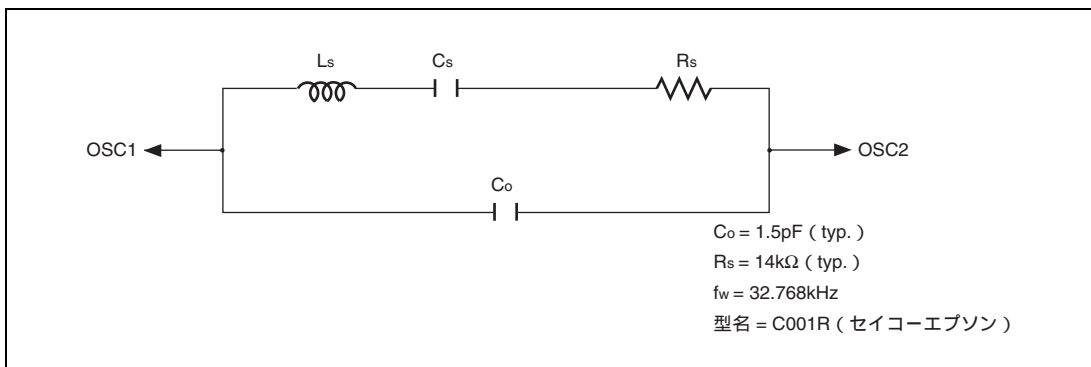 Ls
Cs
Rs
OSC1
OSC2
Co
Co = 1.5pF ( typ. )
Rs = 14kΩ ( typ. )
fw = 32.768kHz
型名 = C001R ( セイコーエプソン )